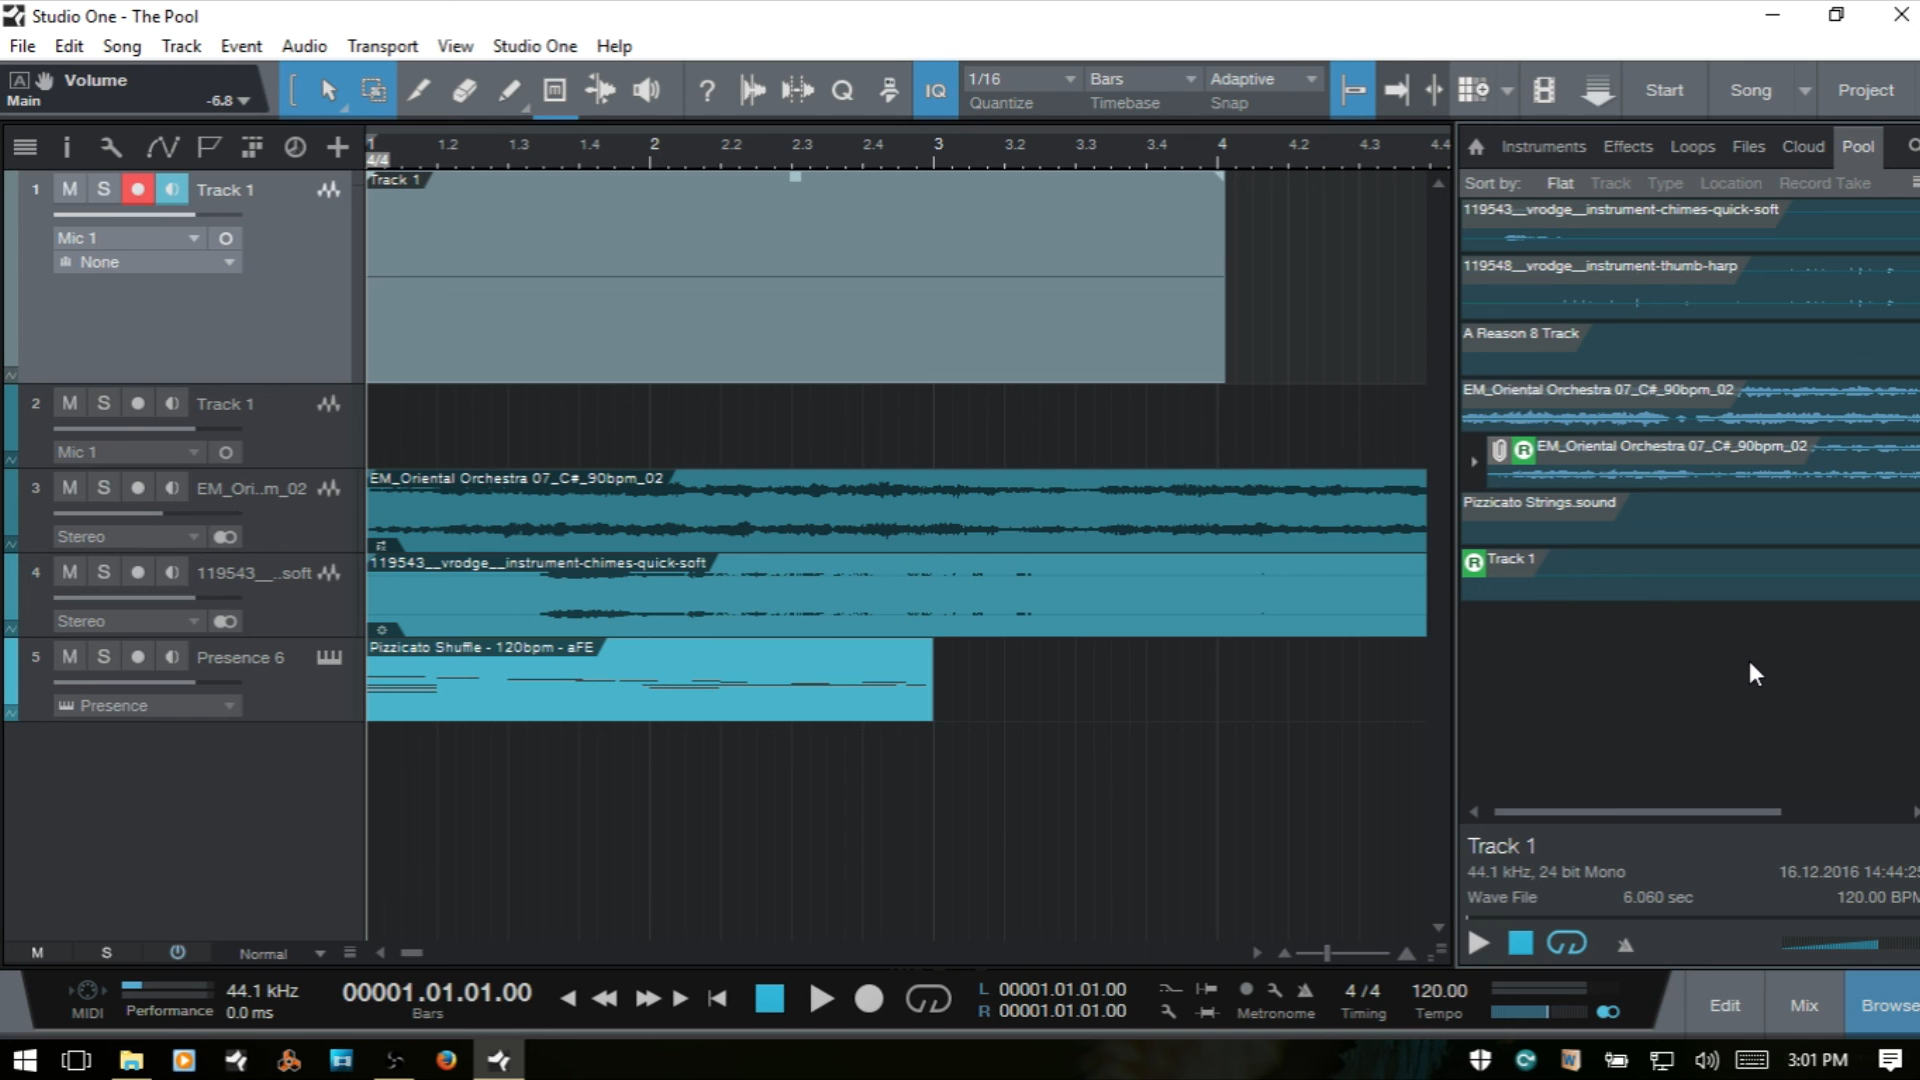 Studio One - The Pool
File Edit Song Track Event Audio Transport View Studio One Help
A Volume
Main -6.8
? Q IQ
1/16 Bars Adaptive
Quantize Timebase Snap
Start Song Project
1 1.2 1.3 1.4 2 2.2 2.3 2.4 3 3.2 3.3 3.4 4 4.2 4.3 4.4
4/4
1 M S Track 1
Mic 1
None
Track 1
2 M S Track 1
Mic 1
3 M S EM_Ori..m_02
Stereo
EM_Oriental Orchestra 07_C#_90bpm_02
4 M S 119543__..soft
Stereo
119543__vrodge__instrument-chimes-quick-soft
5 M S Presence 6
Presence
Pizzicato Shuffle - 120bpm - aFE
M S Normal
Instruments Effects Loops Files Cloud Pool
Sort by: Flat Track Type Location Record Take
119543__vrodge__instrument-chimes-quick-soft
119548__vrodge__instrument-thumb-harp
A Reason 8 Track
EM_Oriental Orchestra 07_C#_90bpm_02
R EM_Oriental Orchestra 07_C#_90bpm_02
Pizzicato Strings.sound
R Track 1
Track 1
44.1 kHz, 24 bit Mono 16.12.2016 14:44:25
Wave File 6.060 sec 120.00 BPM
MIDI
Performance
44.1 kHz
0.0 ms
00001.01.01.00
Bars
L 00001.01.01.00
R 00001.01.01.00
Metronome
4 / 4
Timing
120.00
Tempo
Edit Mix Browse
3:01 PM